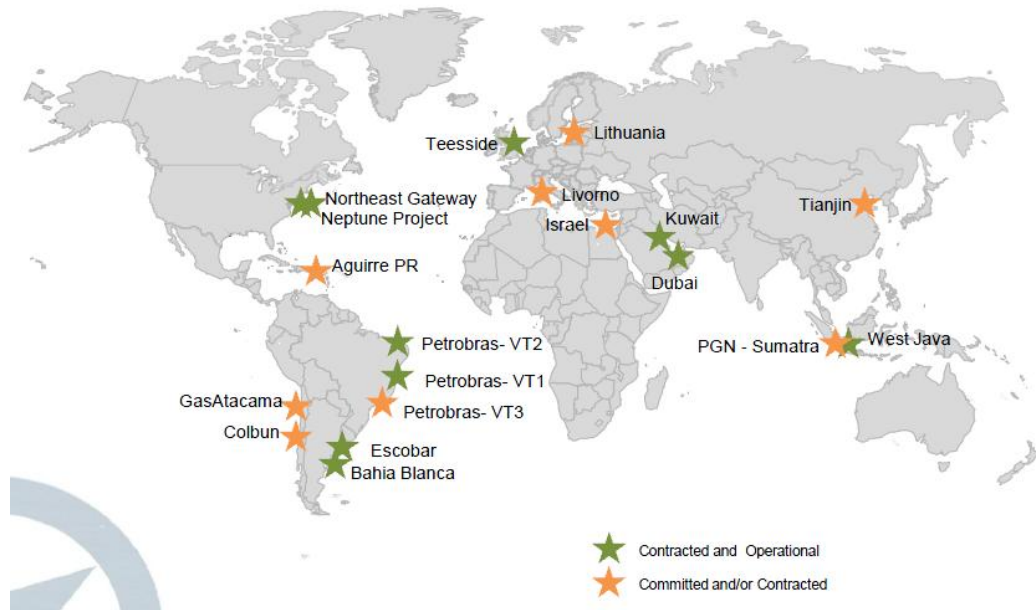 Teesside
Lithuania
Northeast Gateway
Neptune Project
Livorno
Israel
Kuwait
Tianjin
Dubai
Aguirre PR
Petrobras- VT2
PGN - Sumatra
West Java
Petrobras- VT1
GasAtacama
Petrobras- VT3
Colbun
Escobar
Bahia Blanca
Contracted and Operational
Committed and/or Contracted